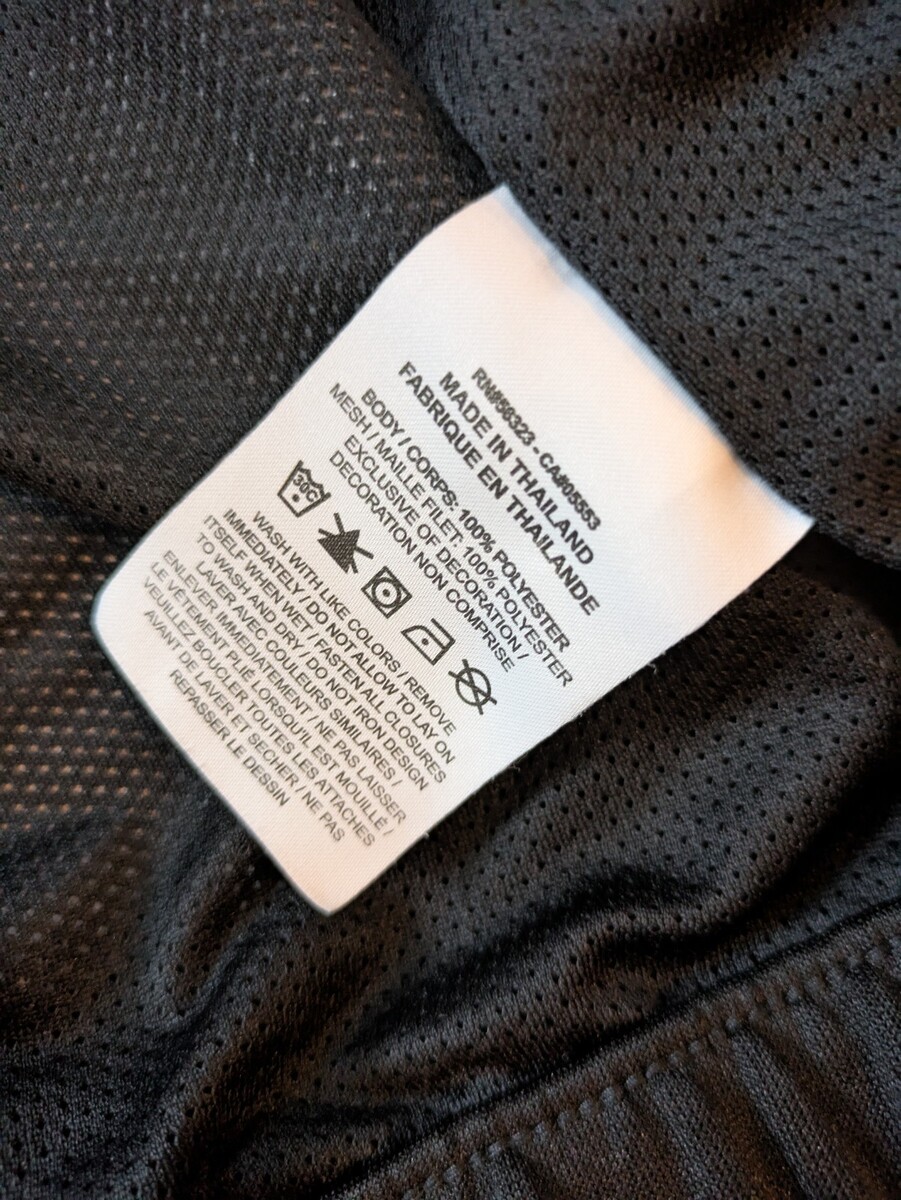 RN#56323 - CA#05553
MADE IN THAILAND
FABRIQUE EN THAILANDE
BODY / CORPS: 100% POLYESTER
MESH / MAILLE FILET: 100% POLYESTER
EXCLUSIVE OF DECORATION /
DECORATION NON COMPRISE
30C
WASH WITH LIKE COLORS / REMOVE
IMMEDIATELY / DO NOT ALLOW TO LAY ON
ITSELF WHEN WET / FASTEN ALL CLOSURES
TO WASH AND DRY / DO NOT IRON DESIGN
LAVER AVEC COULEURS SIMILAIRES /
ENLEVER IMMEDIATEMENT / NE PAS LAISSER
LE VÊTEMENT PLIÉ LORSQU'IL EST MOUILLÉ /
VEUILLEZ BOUCLER TOUTES LES ATTACHES
AVANT DE LAVER ET SÉCHER / NE PAS
REPASSER LE DESSIN